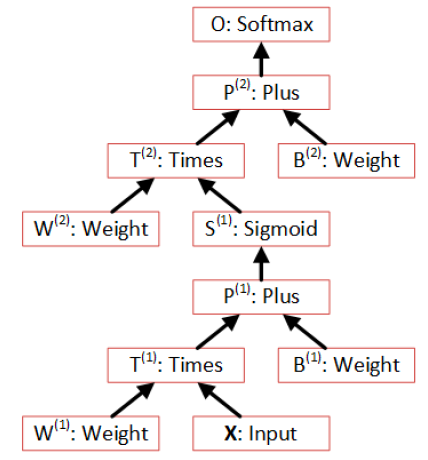 O: Softmax
P(2): Plus
T(2): Times
B(2): Weight
W(2): Weight
S(1): Sigmoid
P(1): Plus
T(1): Times
B(1): Weight
W(1): Weight
X: Input